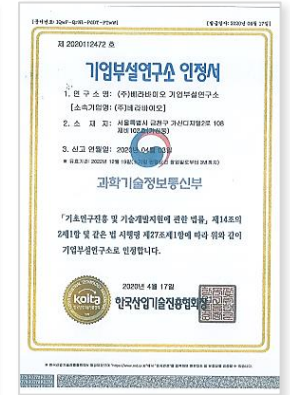 제 2020112472 호
기업부설연구소 인정서
1. 연 구 소 명: (주)베라바이오 기업부설연구소
[소속기업명: (주)베라바이오]
2. 소 재 지: 서울특별시 금천구 가산디지털2로 108
3. 신고 연월일: 2020년 04월 03일
과학기술정보통신부
「기초연구진흥 및 기술개발지원에 관한 법률」 제14조의
2제1항 및 같은 법 시행령 제27조제1항에 따라 위와 같이
기업부설연구소로 인정합니다.
2020년 4월 17일
koita
한국산업기술진흥협회장